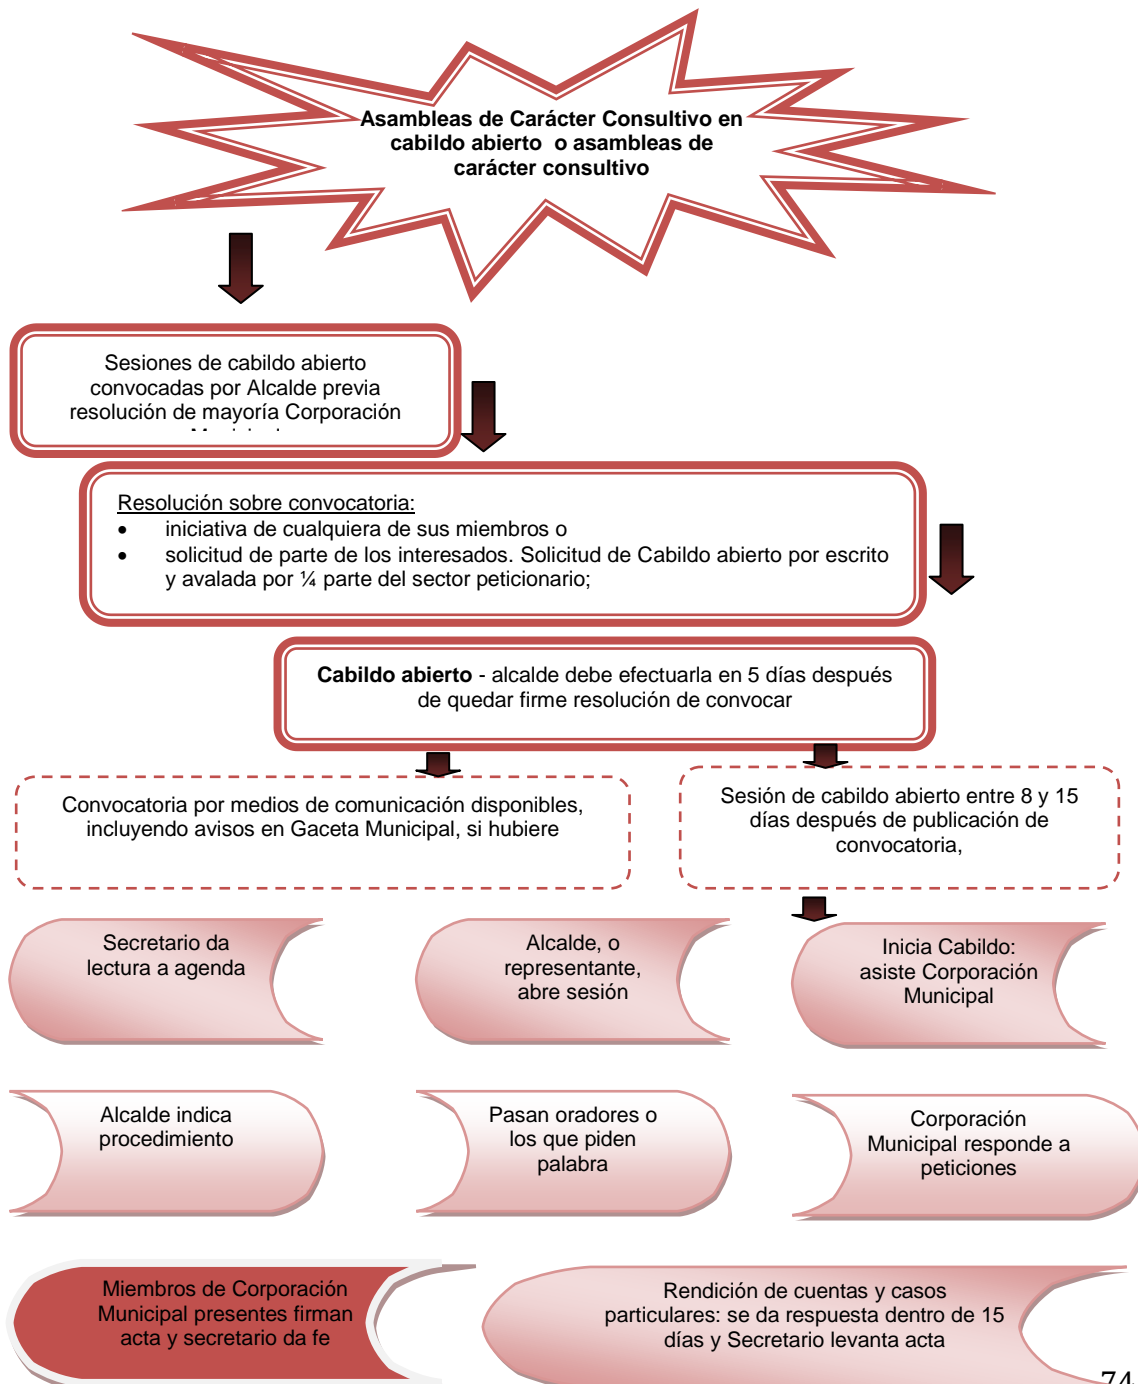 Asambleas de Carácter Consultivo en
cabildo abierto o asambleas de
carácter consultivo
Sesiones de cabildo abierto
convocadas por Alcalde previa
resolución de mayoría Corporación
Resolución sobre convocatoria:
• iniciativa de cualquiera de sus miembros o
• solicitud de parte de los interesados. Solicitud de Cabildo abierto por escrito
y avalada por ¼ parte del sector peticionario;
Cabildo abierto - alcalde debe efectuarla en 5 días después
de quedar firme resolución de convocar
Convocatoria por medios de comunicación disponibles,
incluyendo avisos en Gaceta Municipal, si hubiere
Sesión de cabildo abierto entre 8 y 15
días después de publicación de
convocatoria,
Secretario da
lectura a agenda
Alcalde, o
representante,
abre sesión
Inicia Cabildo:
asiste Corporación
Municipal
Alcalde indica
procedimiento
Pasan oradores o
los que piden
palabra
Corporación
Municipal responde a
peticiones
Miembros de Corporación
Municipal presentes firman
acta y secretario da fe
Rendición de cuentas y casos
particulares: se da respuesta dentro de 15
días y Secretario levanta acta
74